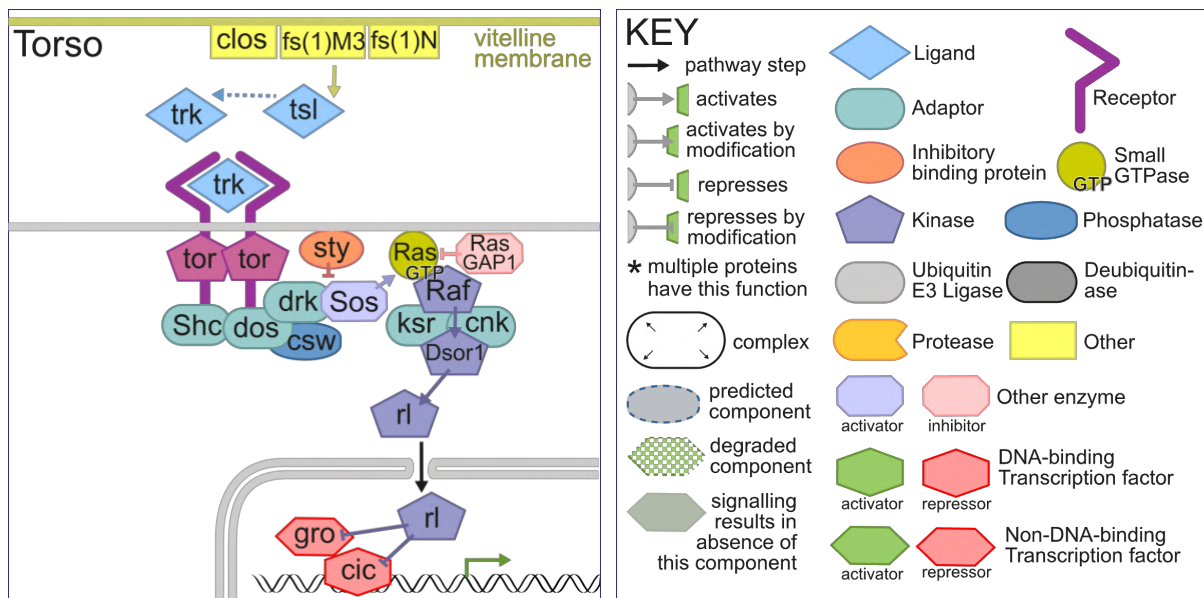 Torso
clos
fs(1)M3
fs(1)N
vitelline
membrane
trk
tsl
trk
tor
tor
sty
Ras
GTP
Ras
GAP1
Raf
drk
Sos
Shc
dos
csw
ksr
cnk
Dsor1
rl
rl
gro
cic
KEY
pathway step
activates
activates by
modification
represses
represses by
modification
* multiple proteins
have this function
complex
predicted
component
degraded
component
signalling
results in
absence of
this component
Ligand
Adaptor
Inhibitory
binding protein
Kinase
Ubiquitin
E3 Ligase
Protease
Receptor
GTP
Small
GTPase
Phosphatase
Deubiquitin-
ase
Other
activator
inhibitor
Other enzyme
activator
repressor
DNA-binding
Transcription factor
activator
repressor
Non-DNA-binding
Transcription factor